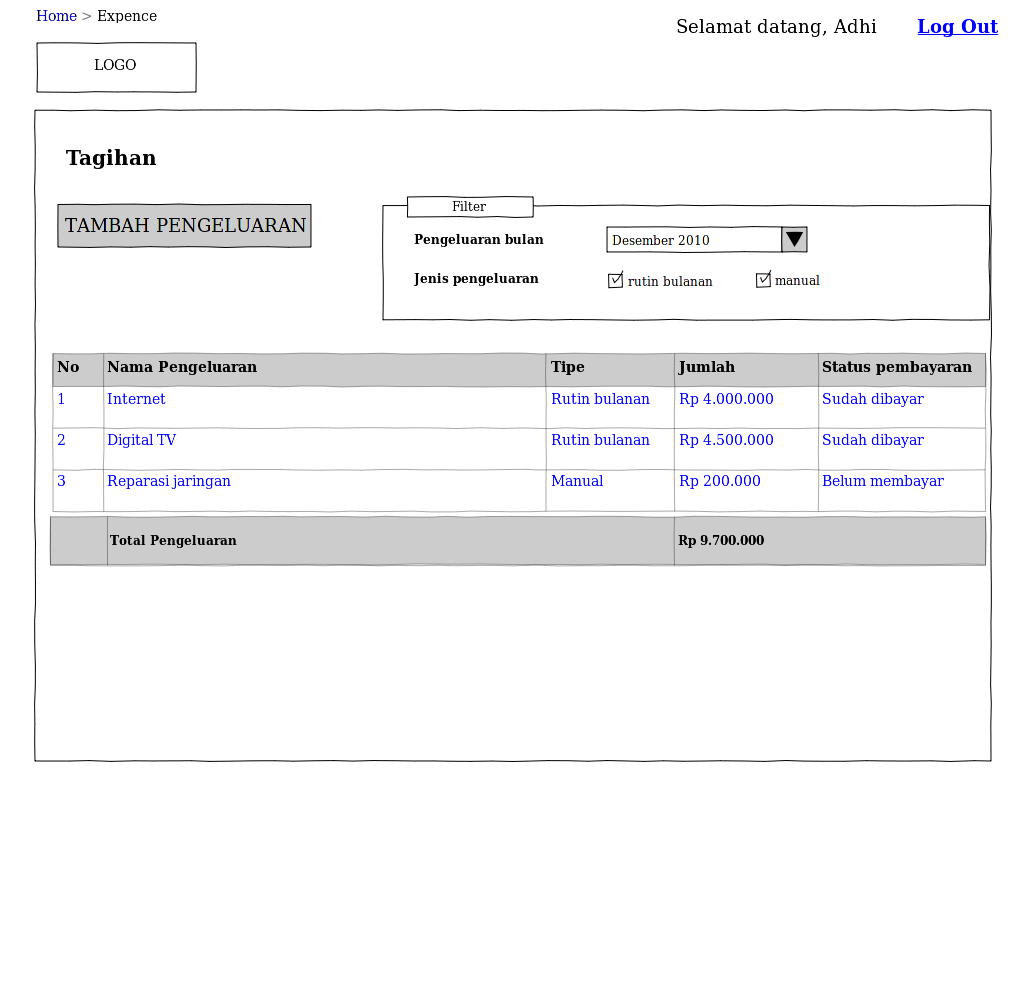 Home > Expence
Selamat datang, Adhi Log Out
LOGO
Tagihan
TAMBAH PENGELUARAN
Filter
Pengeluaran bulan Desember 2010
Jenis pengeluaran rutin bulanan manual
No Nama Pengeluaran Tipe Jumlah Status pembayaran
1 Internet Rutin bulanan Rp 4.000.000 Sudah dibayar
2 Digital TV Rutin bulanan Rp 4.500.000 Sudah dibayar
3 Reparasi jaringan Manual Rp 200.000 Belum membayar
Total Pengeluaran Rp 9.700.000